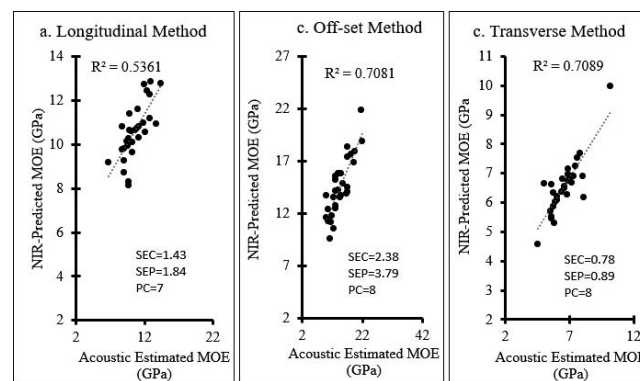 a. Longitudinal Method
14
12
10
8
6
4
2
R² = 0.5361
SEC=1.43
SEP=1.84
PC=7
2
12
22
NIR-Predicted MOE (GPa)
Acoustic Estimated MOE
(GPa)
c. Off-set Method
27
22
17
12
7
2
R² = 0.7081
SEC=2.38
SEP=3.79
PC=8
2
22
42
NIR-Predicted MOE (GPa)
Acoustic Estimated MOE
(GPa)
c. Transverse Method
11
10
9
8
7
6
5
4
3
2
R² = 0.7089
SEC=0.78
SEP=0.89
PC=8
2
7
12
NIR-Predicted MOE (GPa)
Acoustic Estimated MOE
(GPa)